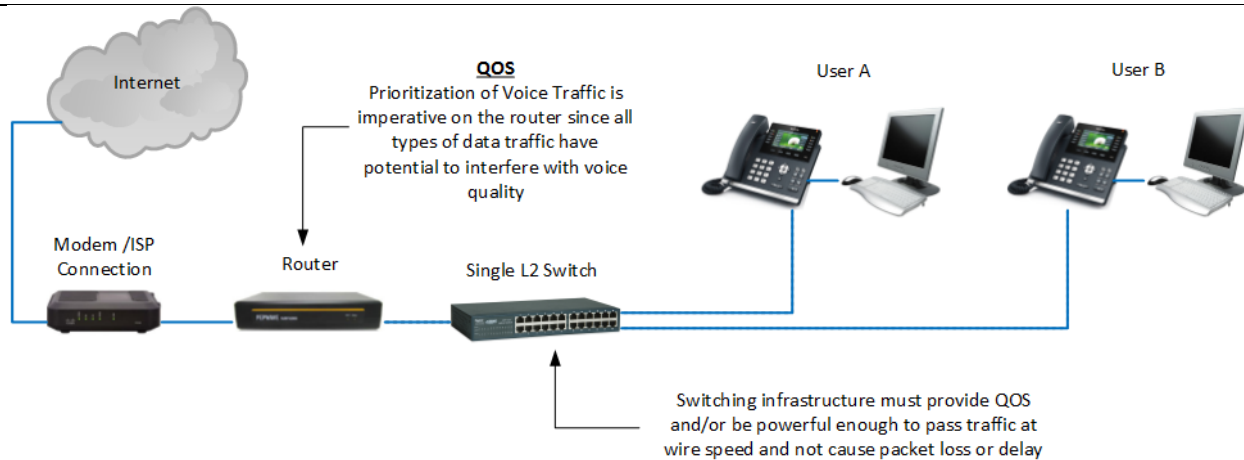 Internet
QOS
Prioritization of Voice Traffic is
imperative on the router since all
types of data traffic have
potential to interfere with voice
quality
User A
User B
Modem /ISP
Connection
Router
Single L2 Switch
Switching infrastructure must provide QOS
and/or be powerful enough to pass traffic at
wire speed and not cause packet loss or delay